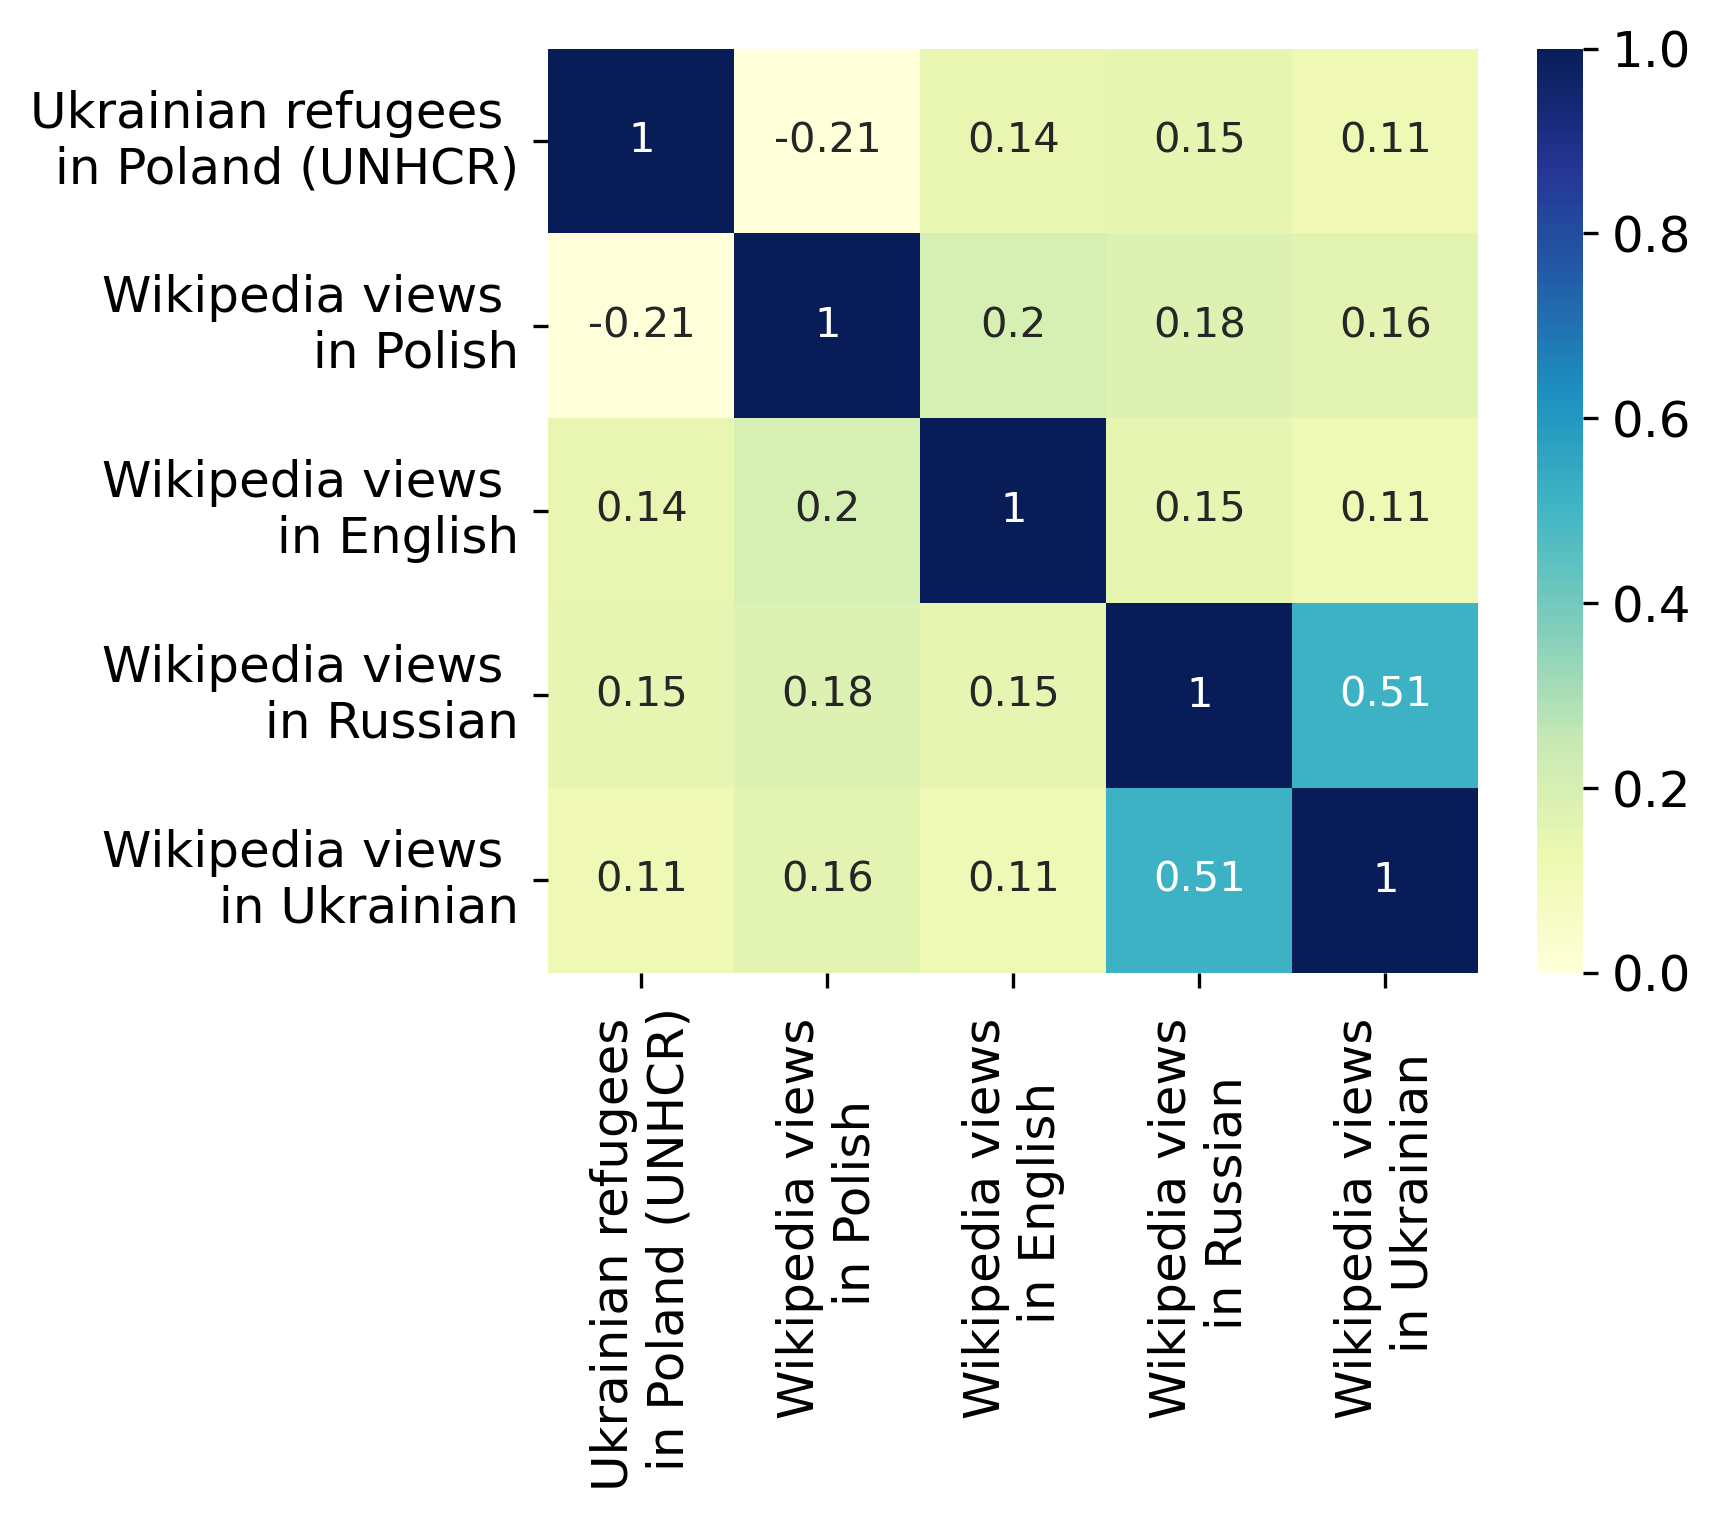 Ukrainian refugees
in Poland (UNHCR)
1 -0.21 0.14 0.15 0.11
Wikipedia views
in Polish
-0.21 1 0.2 0.18 0.16
Wikipedia views
in English
0.14 0.2 1 0.15 0.11
Wikipedia views
in Russian
0.15 0.18 0.15 1 0.51
Wikipedia views
in Ukrainian
0.11 0.16 0.11 0.51 1
Ukrainian refugees
in Poland (UNHCR)
Wikipedia views
in Polish
Wikipedia views
in English
Wikipedia views
in Russian
Wikipedia views
in Ukrainian
1.0
0.8
0.6
0.4
0.2
0.0